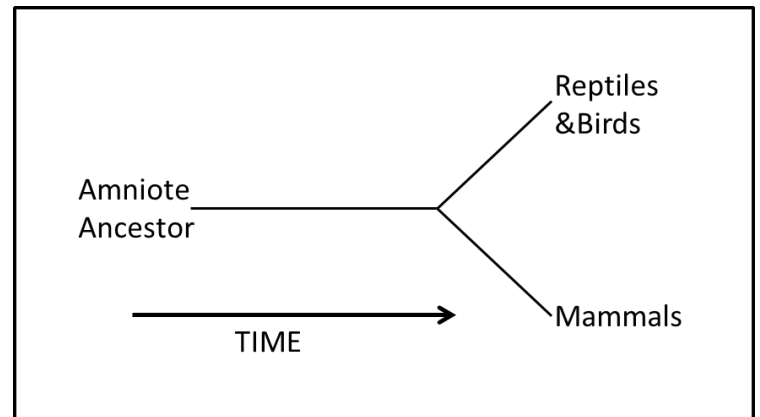 Reptiles
&Birds
Amniote
Ancestor
Mammals
TIME